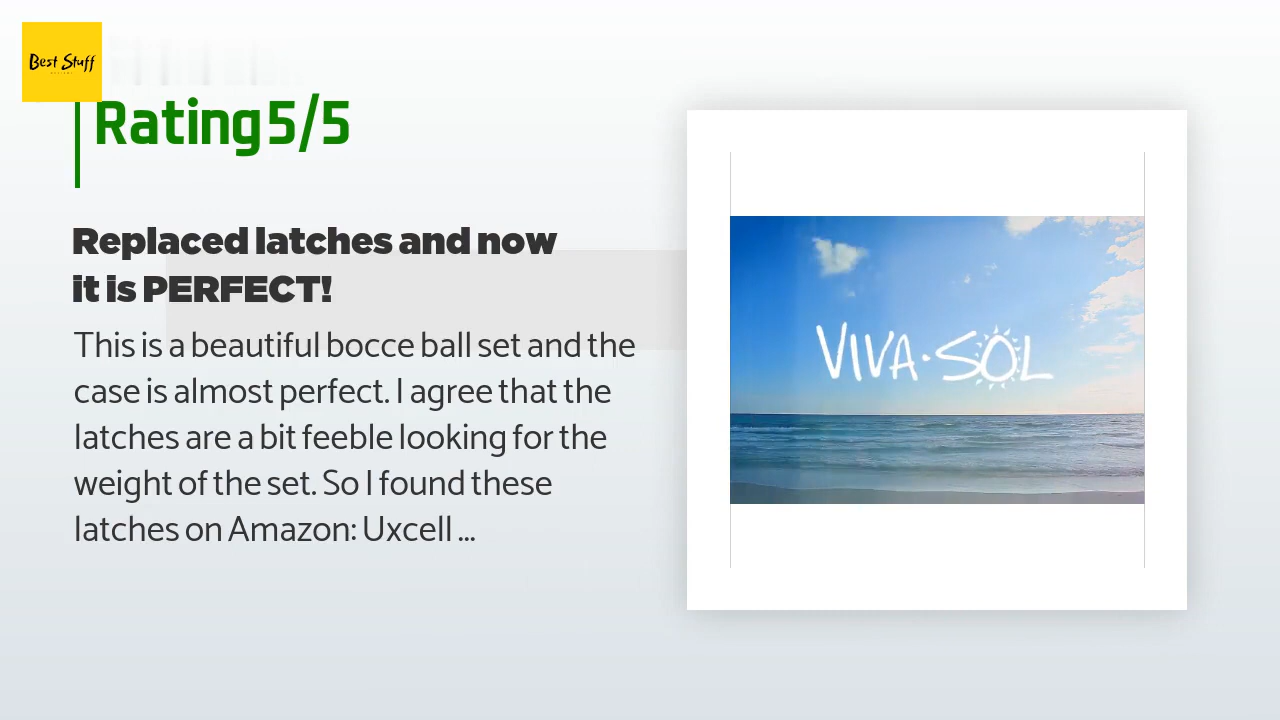 Best Stuff
Rating 5/5
Replaced latches and now
it is PERFECT!
This is a beautiful bocce ball set and the
case is almost perfect. I agree that the
latches are a bit feeble looking for the
weight of the set. So I found these
latches on Amazon: Uxcell ...
VIVA·SOL